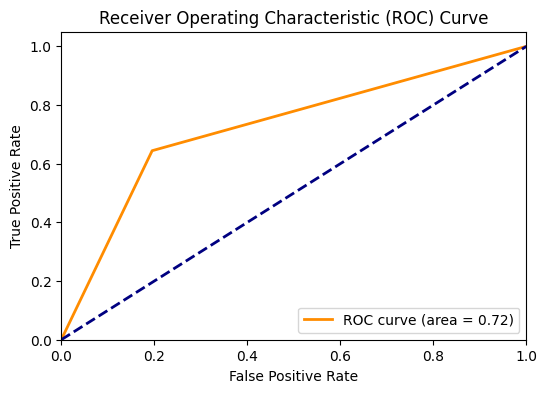 Receiver Operating Characteristic (ROC) Curve
True Positive Rate
1.0
0.8
0.6
0.4
0.2
0.0
ROC curve (area = 0.72)
0.0 0.2 0.4 0.6 0.8 1.0
False Positive Rate